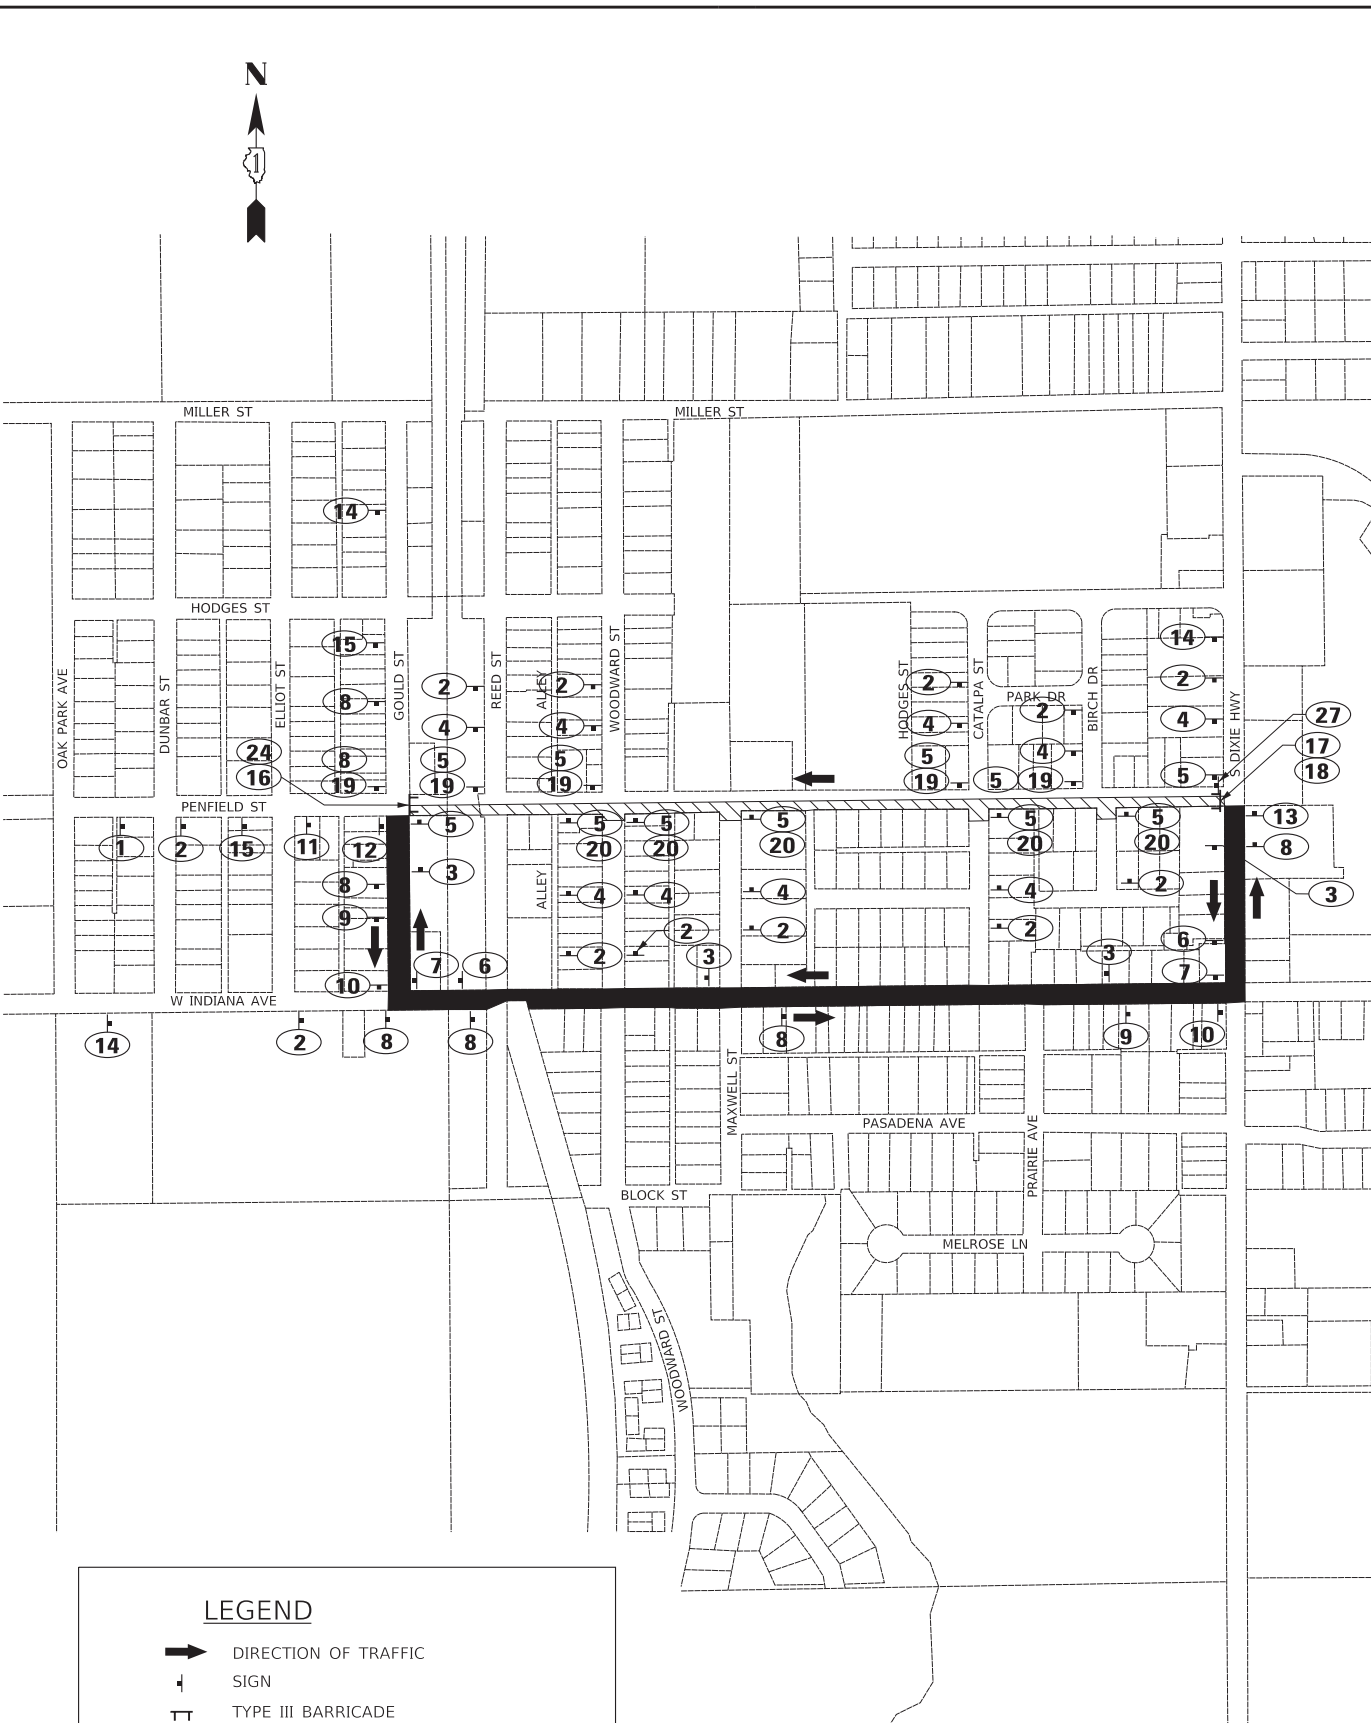 N
1
MILLER ST
MILLER ST
14
HODGES ST
OAK PARK AVE
DUNBAR ST
ELLIOT ST
GOULD ST
REED ST
ALLEY
WOODWARD ST
HODGES ST
CATALPA ST
PARK DR
BIRCH DR
S DIXIE HWY
15
14
2
2
2
2
2
8
4
4
4
4
4
27
24
8
5
5
5
5
17
16
19
19
19
19
5
19
5
18
PENFIELD ST
5
5
5
5
5
5
13
1
2
15
11
12
20
20
20
20
20
8
3
8
4
4
4
4
2
3
9
2
2
2
6
7
6
2
3
3
7
10
W INDIANA AVE
ALLEY
14
2
8
8
8
9
10
MAXWELL ST
PASADENA AVE
PRAIRIE AVE
BLOCK ST
MELROSE LN
WOODWARD ST
LEGEND
DIRECTION OF TRAFFIC
SIGN
TYPE III BARRICADE